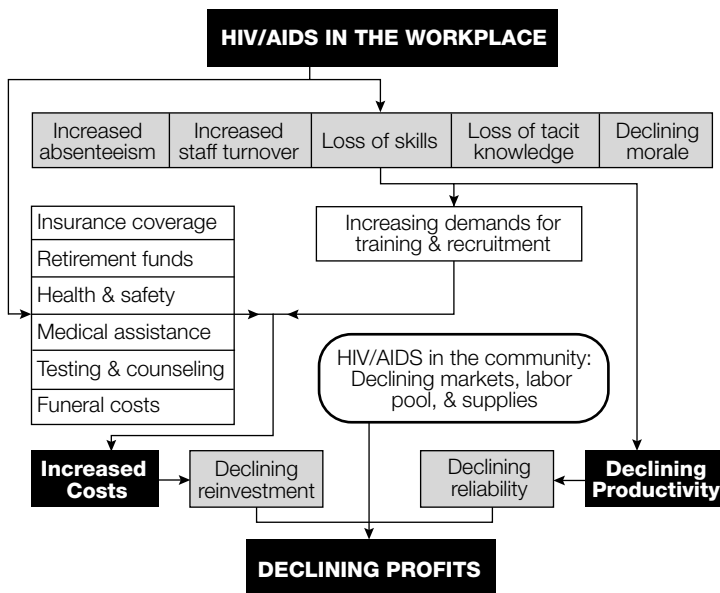 HIV/AIDS IN THE WORKPLACE
Increased
absenteeism
Increased
staff turnover
Loss of skills
Loss of tacit
knowledge
Declining
morale
Insurance coverage
Retirement funds
Health & safety
Medical assistance
Testing & counseling
Funeral costs
Increasing demands for
training & recruitment
HIV/AIDS in the community:
Declining markets, labor
pool, & supplies
Increased
Costs
Declining
reinvestment
Declining
reliability
Declining
Productivity
DECLINING PROFITS